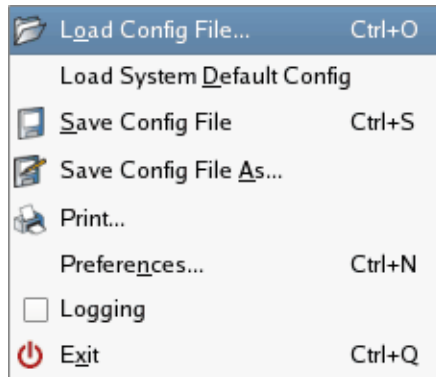 Load Config File... Ctrl+O
Load System Default Config
Save Config File Ctrl+S
Save Config File As...
Print...
Preferences... Ctrl+N
Logging
Exit Ctrl+Q